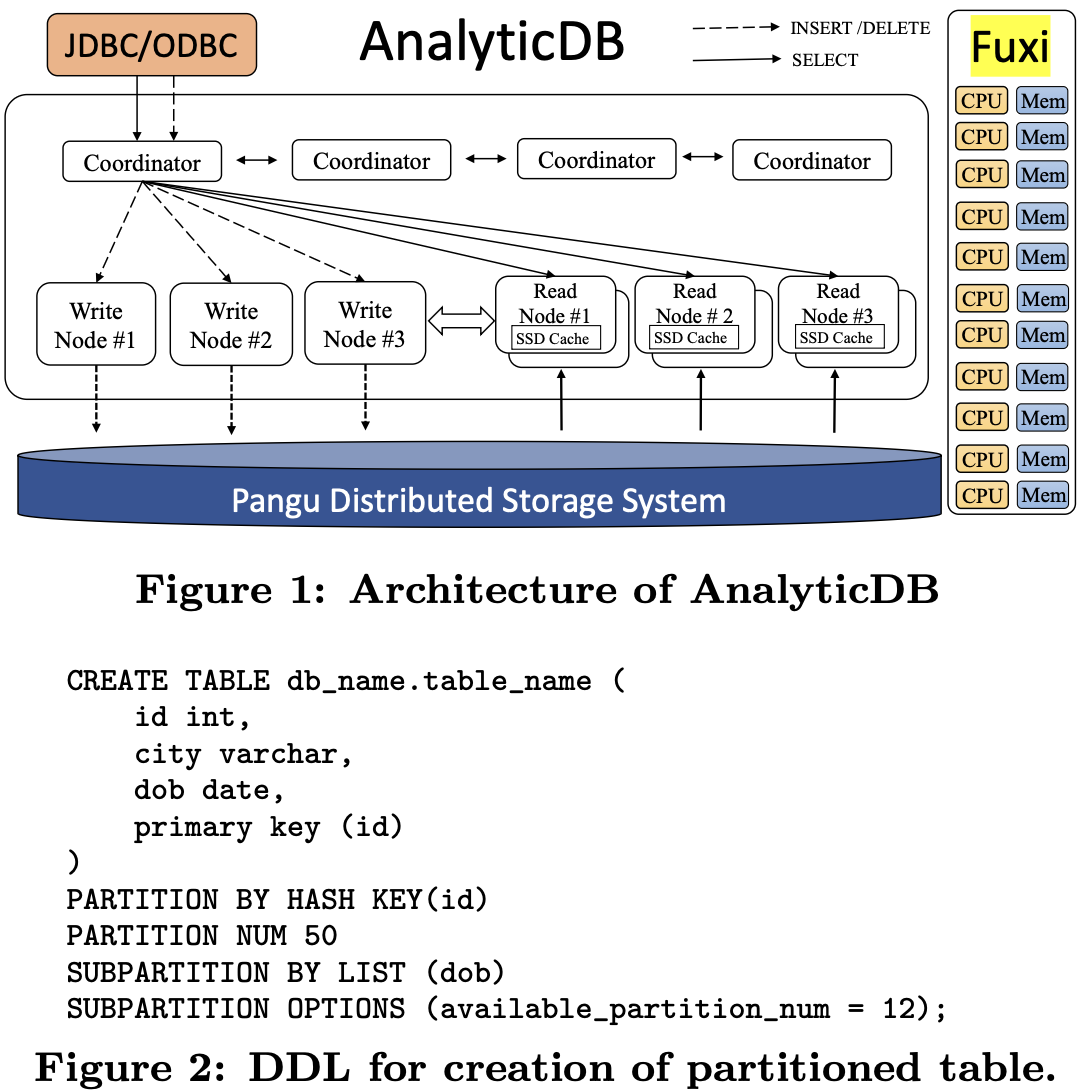 JDBC/ODBC
AnalyticDB
INSERT /DELETE
SELECT
Fuxi
CPU Mem
CPU Mem
CPU Mem
CPU Mem
CPU Mem
CPU Mem
CPU Mem
CPU Mem
CPU Mem
CPU Mem
CPU Mem
Coordinator
Coordinator
Coordinator
Coordinator
Write
Node #1
Write
Node #2
Write
Node #3
Read
Node #1
SSD Cache
Read
Node # 2
SSD Cache
Read
Node #3
SSD Cache
Pangu Distributed Storage System
Figure 1: Architecture of AnalyticDB
CREATE TABLE db_name.table_name (
    id int,
    city varchar,
    dob date,
    primary key (id)
)
PARTITION BY HASH KEY(id)
PARTITION NUM 50
SUBPARTITION BY LIST (dob)
SUBPARTITION OPTIONS (available_partition_num = 12);
Figure 2: DDL for creation of partitioned table.